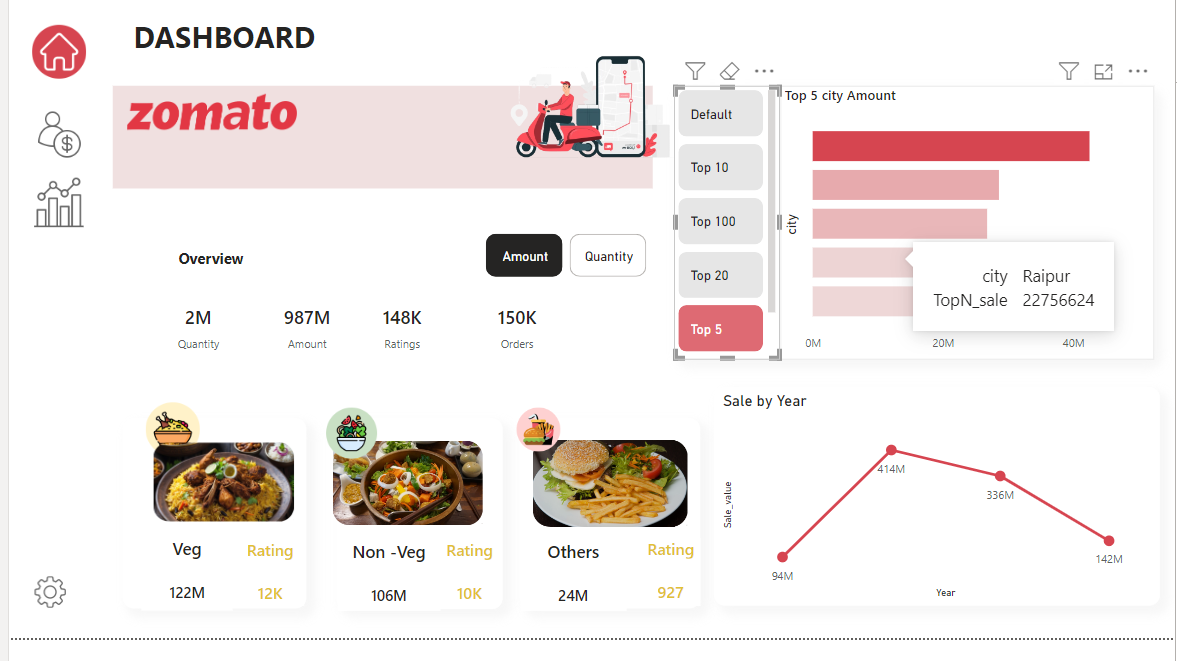 DASHBOARD
zomato
Overview
Amount
Quantity
2M
987M
148K
150K
Quantity
Amount
Ratings
Orders
Default
Top 10
Top 100
Top 20
Top 5
Top 5 city Amount
city
city Raipur
TopN_sale 22756624
0M
20M
40M
Veg
Rating
122M
12K
Non -Veg
Rating
106M
10K
Others
Rating
24M
927
Sale by Year
Sale_value
94M
414M
336M
142M
Year